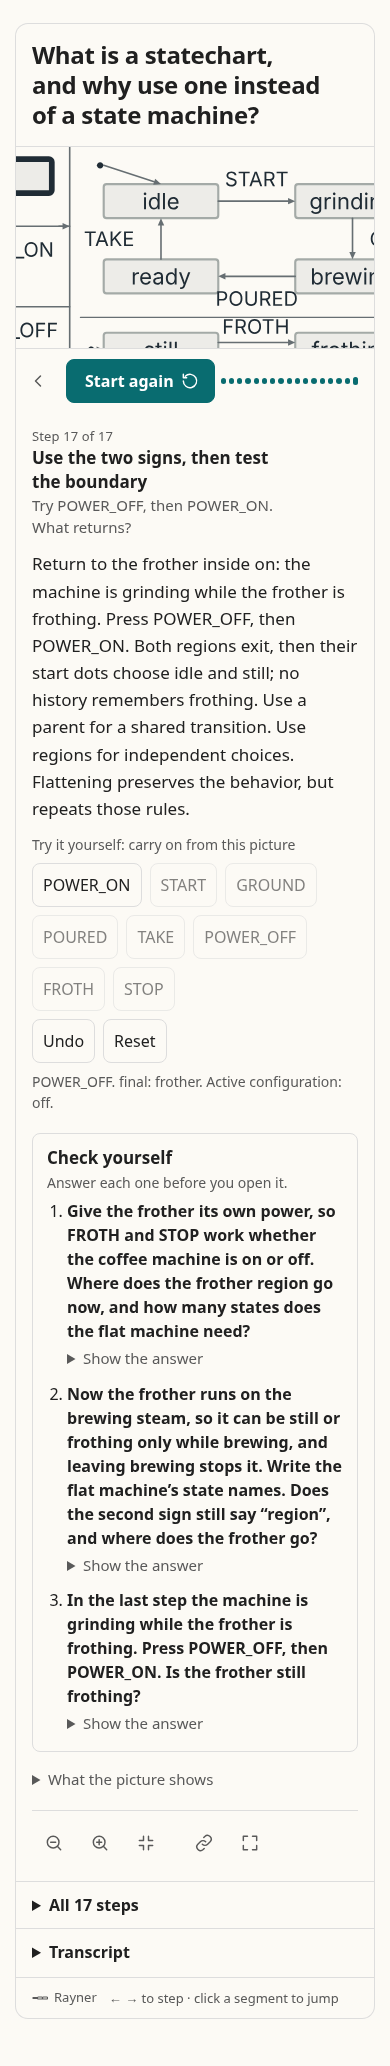 What is a statechart,
and why use one instead
of a state machine?
idle
START
grindin
_ON
TAKE
ready
POURED
brewin
_OFF
FROTH
Start again
Step 17 of 17
Use the two signs, then test
the boundary
Try POWER_OFF, then POWER_ON.
What returns?
Return to the frother inside on: the
machine is grinding while the frother is
frothing. Press POWER_OFF, then
POWER_ON. Both regions exit, then their
start dots choose idle and still; no
history remembers frothing. Use a
parent for a shared transition. Use
regions for independent choices.
Flattening preserves the behavior, but
repeats those rules.
Try it yourself: carry on from this picture
POWER_ON START GROUND
POURED TAKE POWER_OFF
FROTH STOP
Undo Reset
POWER_OFF. final: frother. Active configuration:
off.
Check yourself
Answer each one before you open it.
1. Give the frother its own power, so
FROTH and STOP work whether
the coffee machine is on or off.
Where does the frother region go
now, and how many states does
the flat machine need?
Show the answer
2. Now the frother runs on the
brewing steam, so it can be still or
frothing only while brewing, and
leaving brewing stops it. Write the
flat machine’s state names. Does
the second sign still say “region”,
and where does the frother go?
Show the answer
3. In the last step the machine is
grinding while the frother is
frothing. Press POWER_OFF, then
POWER_ON. Is the frother still
frothing?
Show the answer
What the picture shows
All 17 steps
Transcript
Rayner ← → to step · click a segment to jump